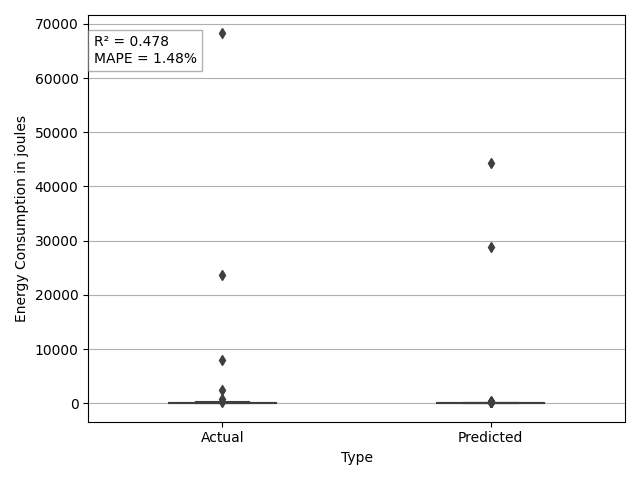 70000
60000
50000
40000
30000
20000
10000
0
Energy Consumption in joules
R² = 0.478
MAPE = 1.48%
Actual
Predicted
Type